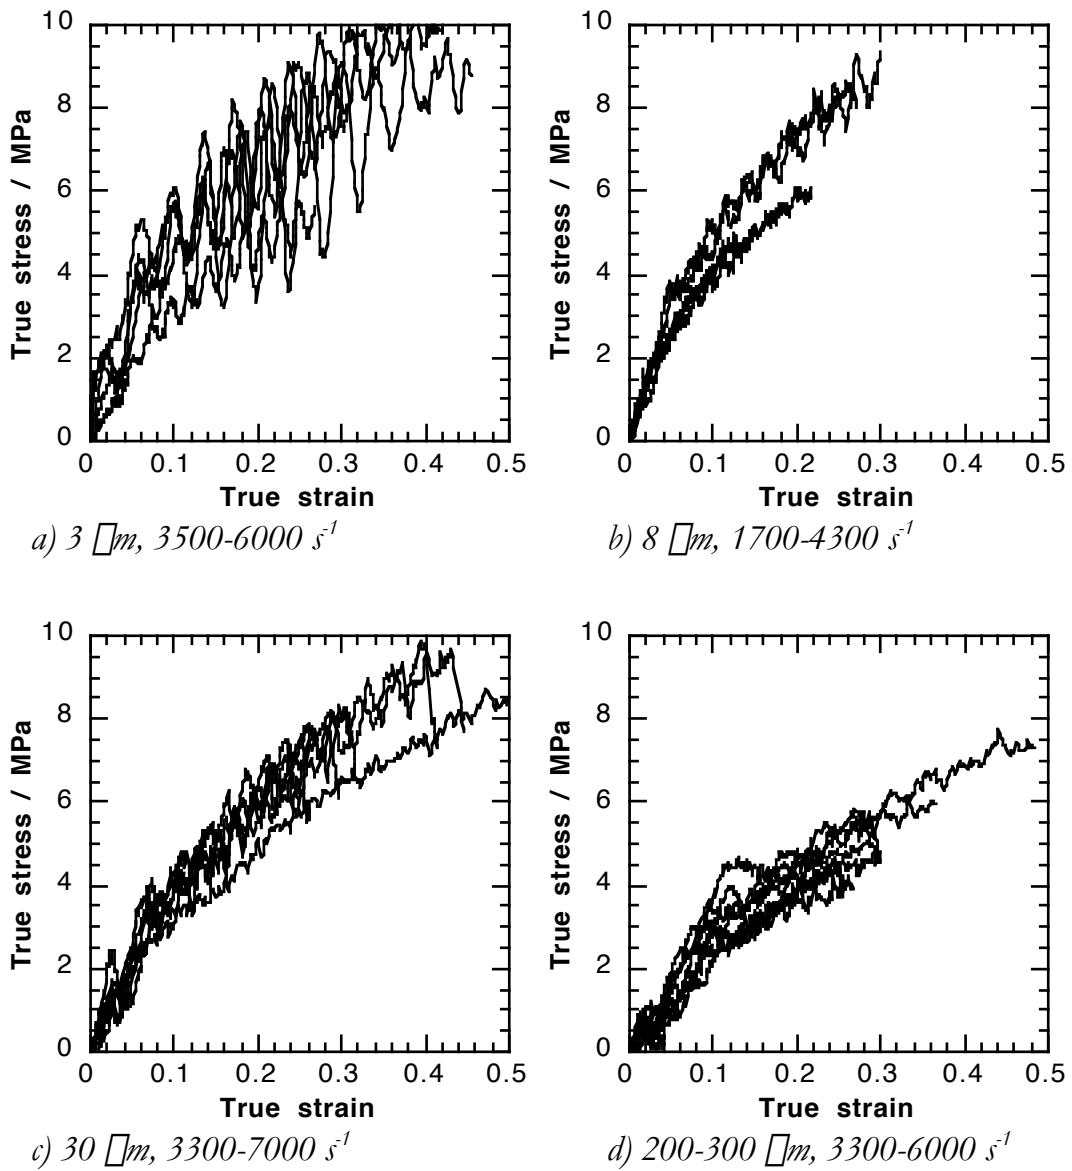 10
8
6
4
2
0
True stress / MPa
0 0.1 0.2 0.3 0.4 0.5
True strain
a) 3 □m, 3500-6000 s-1
10
8
6
4
2
0
True stress / MPa
0 0.1 0.2 0.3 0.4 0.5
True strain
b) 8 □m, 1700-4300 s-1
10
8
6
4
2
0
True stress / MPa
0 0.1 0.2 0.3 0.4 0.5
True strain
c) 30 □m, 3300-7000 s-1
10
8
6
4
2
0
True stress / MPa
0 0.1 0.2 0.3 0.4 0.5
True strain
d) 200-300 □m, 3300-6000 s-1